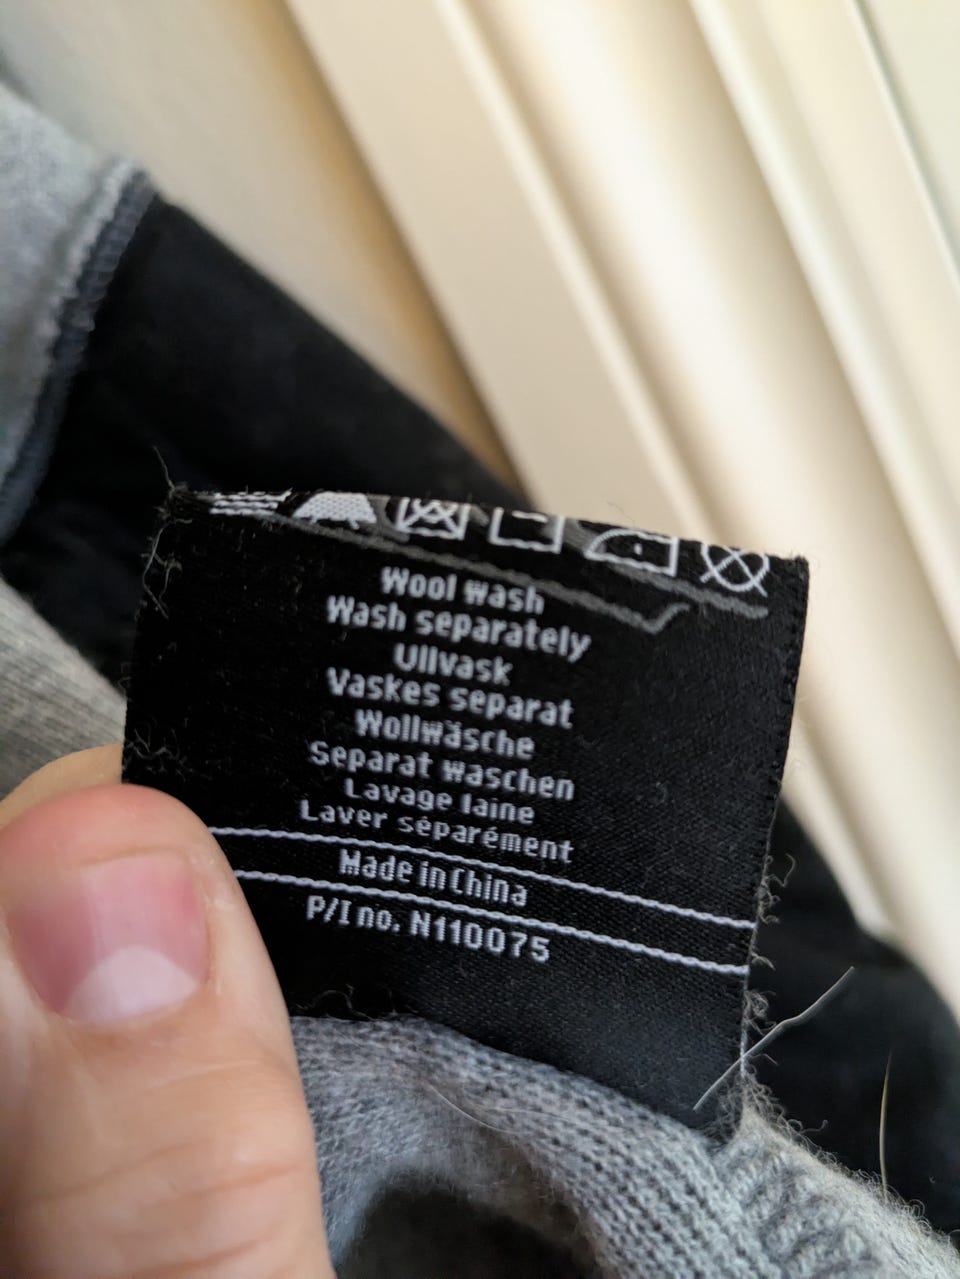 Wool wash
Wash separately
Ullvask
Vaskes separat
Wollwäsche
Separat waschen
Lavage laine
Laver séparément
Made in China
P/I no. N110075